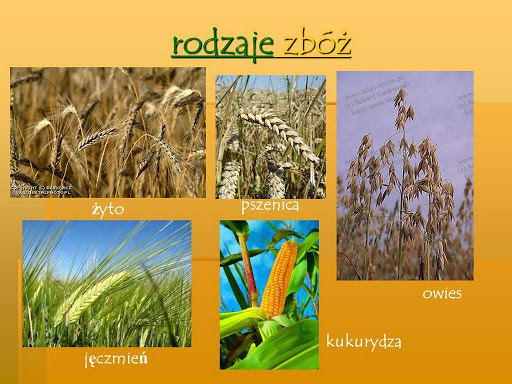 rodzaje zbóż
żyto
pszenica
owies
jęczmień
kukurydza